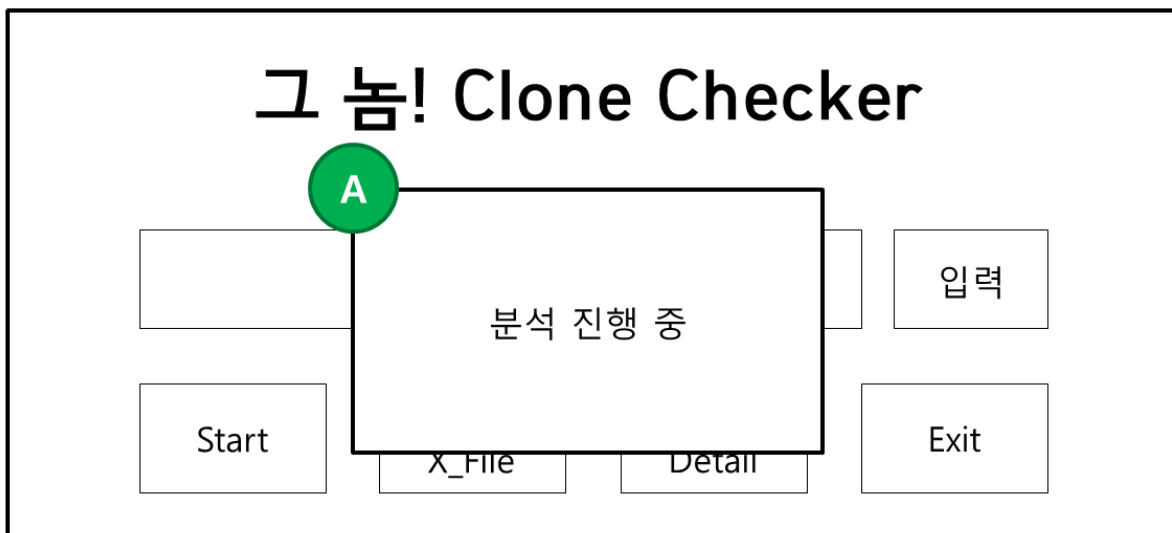 그 놈! Clone Checker
A
입력
분석 진행 중
Start
X_File
Detail
Exit